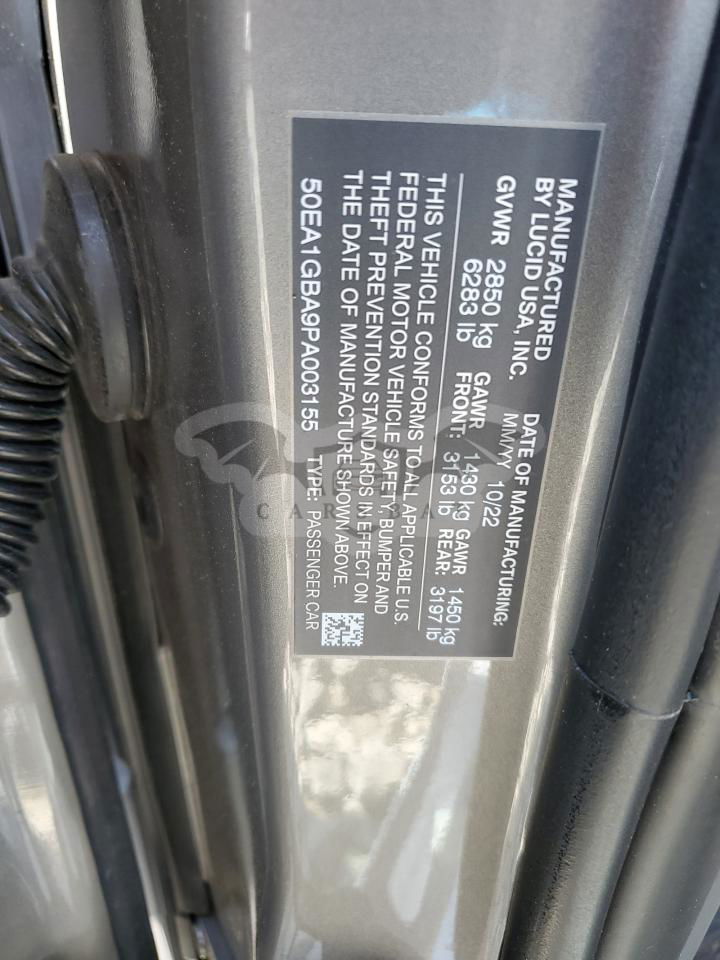 MANUFACTURED
BY LUCID USA, INC.
DATE OF MANUFACTURING:
MM/YY 10/22
GVWR 2850 kg GAWR 1430 kg GAWR 1450 kg
6283 lb FRONT: 3153 lb REAR: 3197 lb
THIS VEHICLE CONFORMS TO ALL APPLICABLE U.S.
FEDERAL MOTOR VEHICLE SAFETY, BUMPER AND
THEFT PREVENTION STANDARDS IN EFFECT ON
THE DATE OF MANUFACTURE SHOWN ABOVE.
50EA1GBA9PA003155 TYPE: PASSENGER CAR